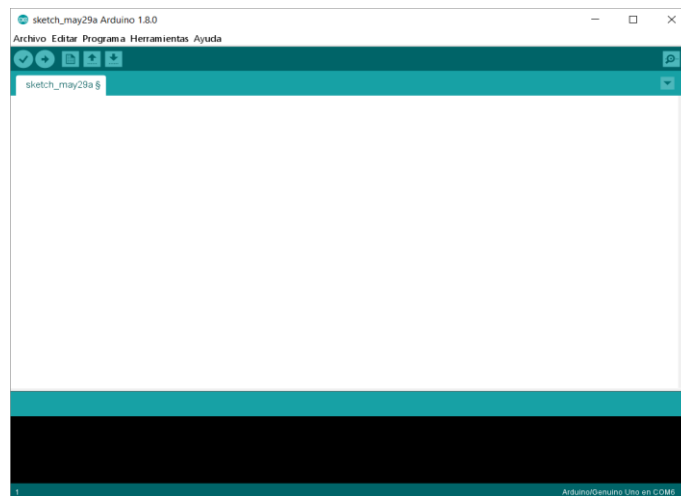 sketch_may29a Arduino 1.8.0
Archivo Editar Programa Herramientas Ayuda
sketch_may29a §
1
Arduino/Genuino Uno en COM6